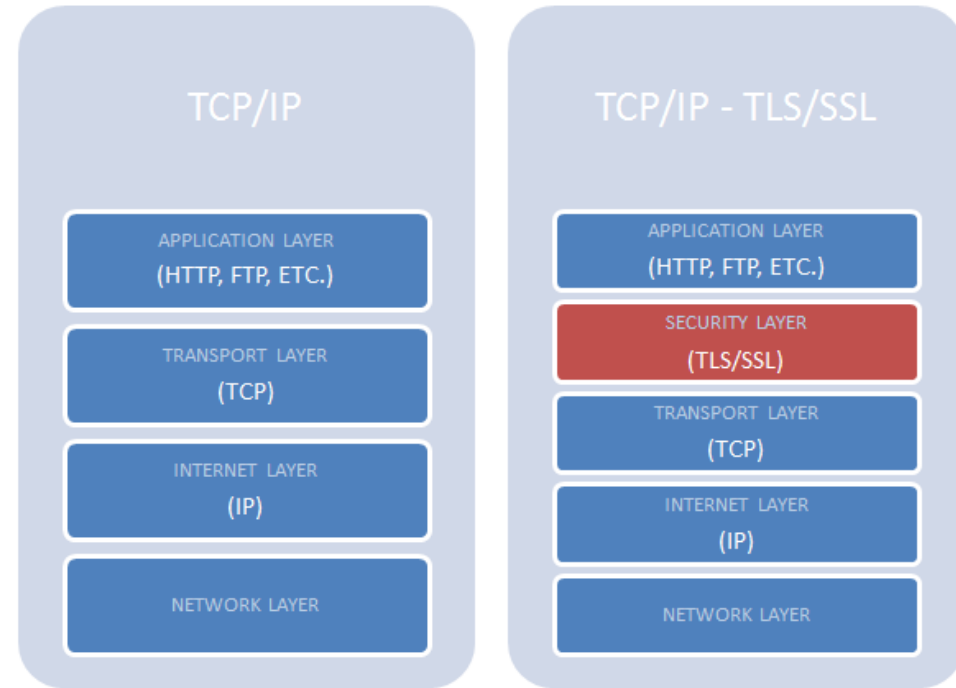 TCP/IP
APPLICATION LAYER
(HTTP, FTP, ETC.)
TRANSPORT LAYER
(TCP)
INTERNET LAYER
(IP)
NETWORK LAYER
TCP/IP - TLS/SSL
APPLICATION LAYER
(HTTP, FTP, ETC.)
SECURITY LAYER
(TLS/SSL)
TRANSPORT LAYER
(TCP)
INTERNET LAYER
(IP)
NETWORK LAYER